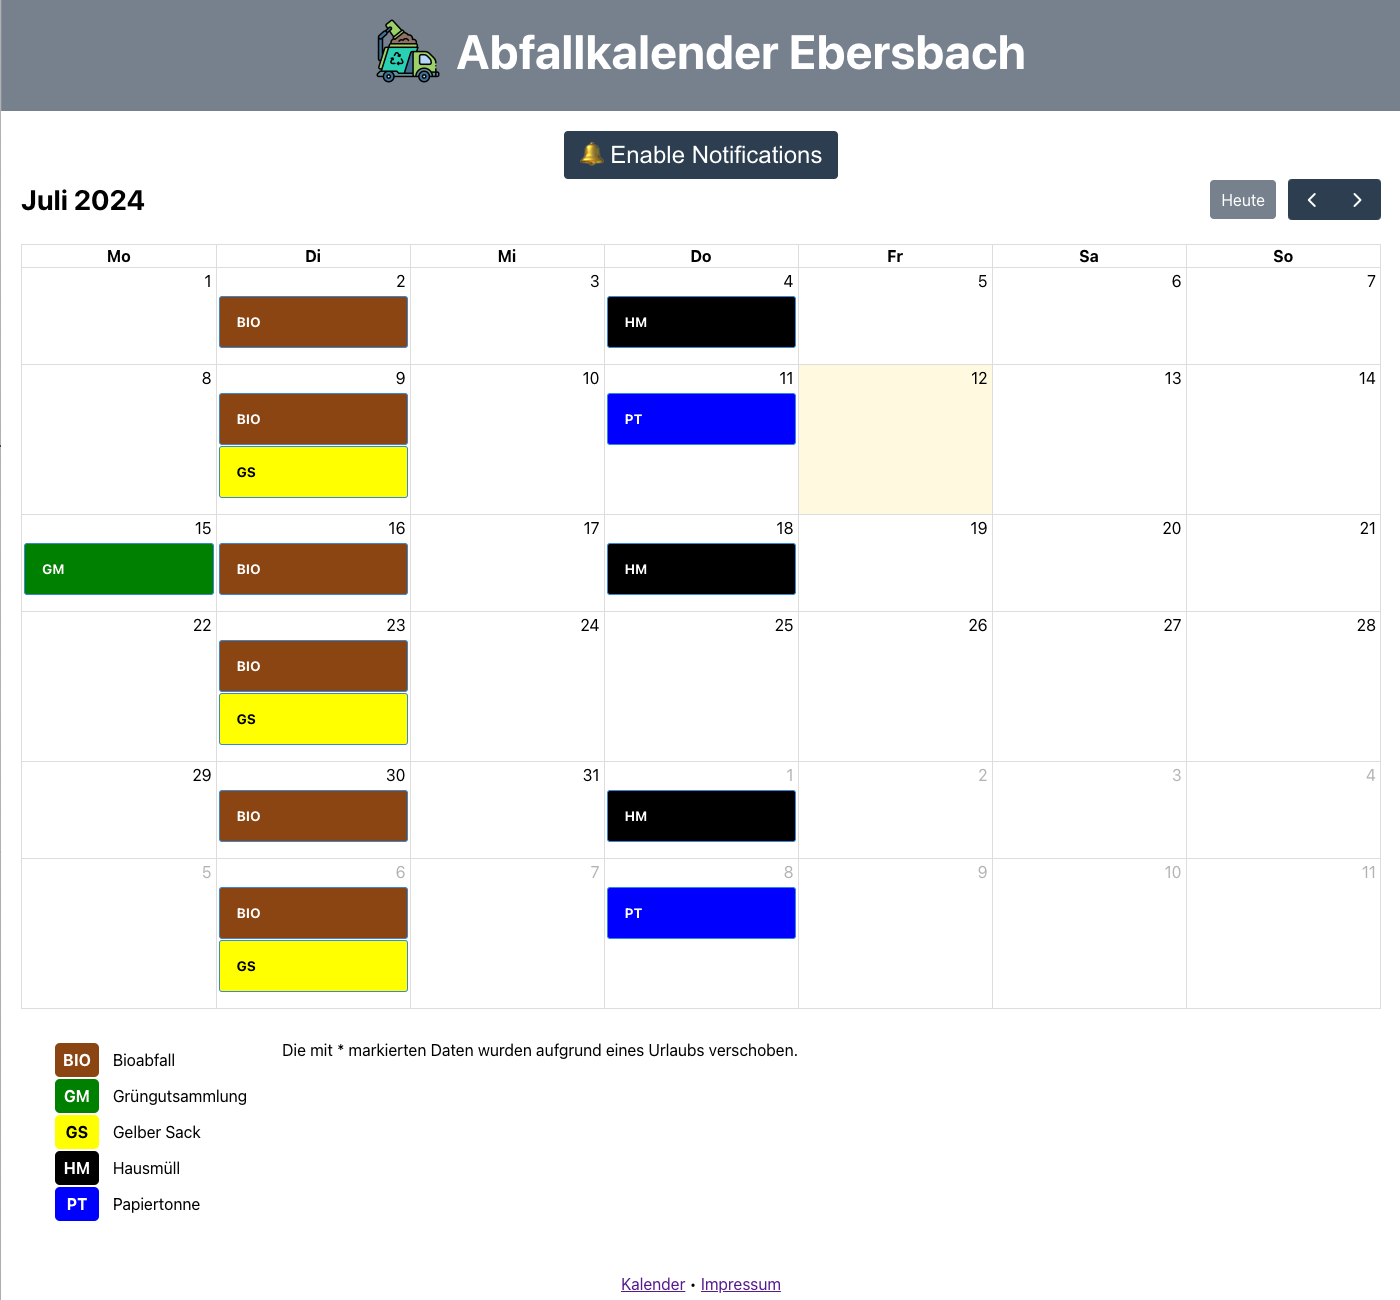 Abfallkalender Ebersbach
🔔 Enable Notifications
Juli 2024
Heute
Mo Di Mi Do Fr Sa So
1 2 3 4 5 6 7
BIO HM
8 9 10 11 12 13 14
BIO PT
GS
15 16 17 18 19 20 21
GM BIO HM
22 23 24 25 26 27 28
BIO
GS
29 30 31 1 2 3 4
BIO HM
5 6 7 8 9 10 11
BIO PT
GS
BIO Bioabfall
GM Grüngutsammlung
GS Gelber Sack
HM Hausmüll
PT Papiertonne
Die mit * markierten Daten wurden aufgrund eines Urlaubs verschoben.
Kalender • Impressum